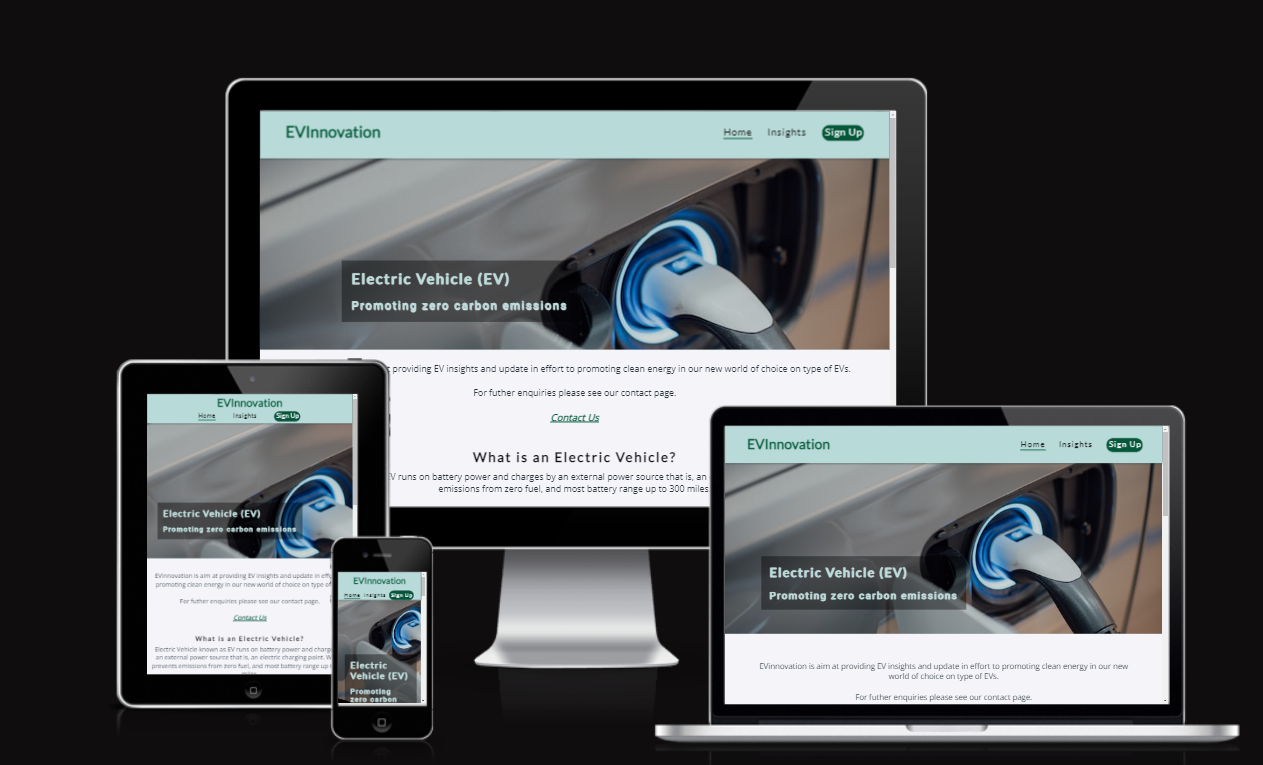 EVInnovation
Home Insights Sign Up
Electric Vehicle (EV)
Promoting zero carbon emissions
providing EV insights and update in effort to promoting clean energy in our new world of choice on type of EVs.
For futher enquiries please see our contact page.
Contact Us
What is an Electric Vehicle?
EV runs on battery power and charges by an external power source that is, an
emissions from zero fuel, and most battery range up to 300 miles
EVInnovation
Home Insights Sign Up
Electric Vehicle (EV)
Promoting zero carbon emissions
EVinnovation is aim at providing EV insights and update in
promoting clean energy in our new world of choice on type of
For futher enquiries please see our contact page.
Contact Us
What is an Electric Vehicle?
Electric Vehicle known as EV runs on battery power and
an external power source that is, an electric charging point.
prevents emissions from zero fuel, and most battery range up
EVInnovation
Home Insights Sign Up
Electric
Vehicle (EV)
Promoting
zero carbon
EVInnovation
Home Insights Sign Up
Electric Vehicle (EV)
Promoting zero carbon emissions
EVinnovation is aim at providing EV insights and update in effort to promoting clean energy in our new
world of choice on type of EVs.
For futher enquiries please see our contact page.